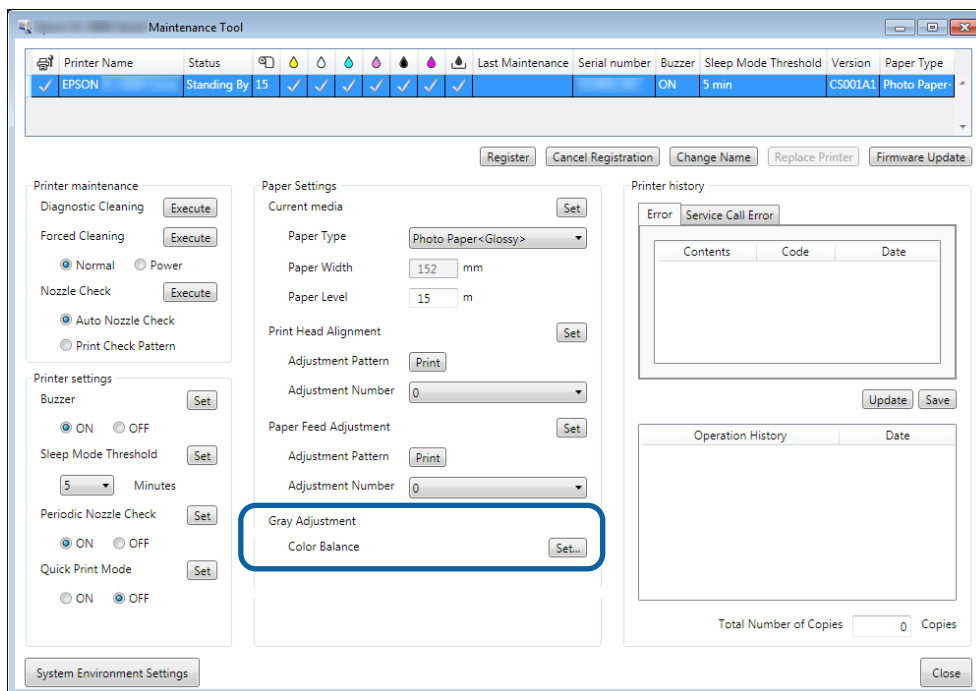 Maintenance Tool
Printer Name Status Last Maintenance Serial number Buzzer Sleep Mode Threshold Version Paper Type
EPSON Standing By 15 ON 5 min CS001A1 Photo Paper
Register Cancel Registration Change Name Replace Printer Firmware Update
Printer maintenance
Diagnostic Cleaning Execute
Forced Cleaning Execute
Normal Power
Nozzle Check Execute
Auto Nozzle Check
Print Check Pattern
Printer settings
Buzzer Set
ON OFF
Sleep Mode Threshold Set
5 Minutes
Periodic Nozzle Check Set
ON OFF
Quick Print Mode Set
ON OFF
Paper Settings
Current media Set
Paper Type Photo Paper<Glossy>
Paper Width 152 mm
Paper Level 15 m
Print Head Alignment Set
Adjustment Pattern Print
Adjustment Number 0
Paper Feed Adjustment Set
Adjustment Pattern Print
Adjustment Number 0
Gray Adjustment
Color Balance Set...
Printer history
Error Service Call Error
Contents Code Date
Update Save
Operation History Date
Total Number of Copies 0 Copies
System Environment Settings Close